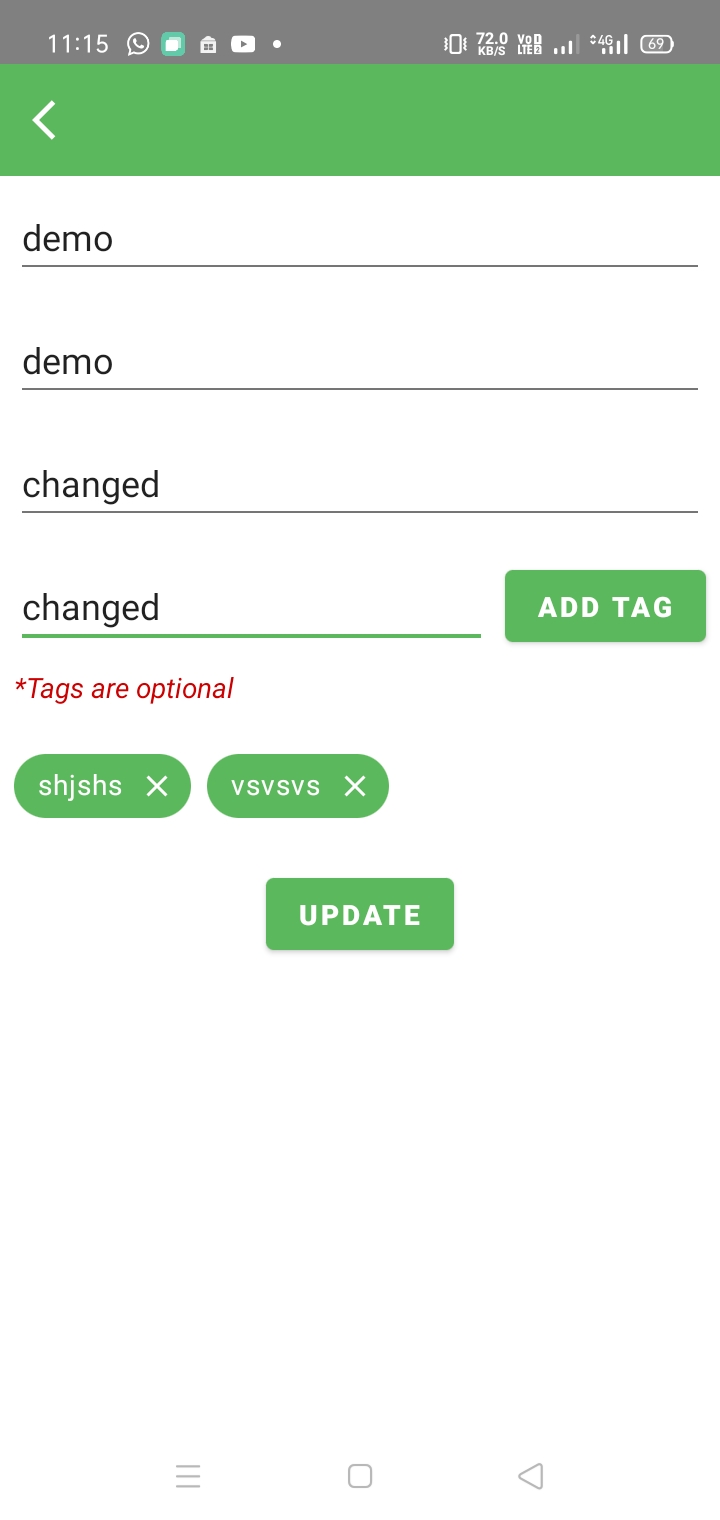 11:15 72.0 KB/S VoD LTE2 4G 69
demo
demo
changed
changed ADD TAG
*Tags are optional
shjshs vsvsvs
UPDATE